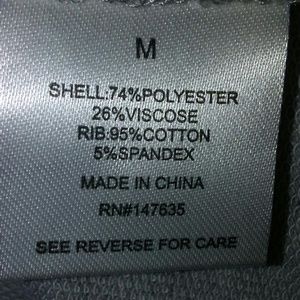 M
SHELL:74%POLYESTER
26%VISCOSE
RIB:95%COTTON
5%SPANDEX
MADE IN CHINA
RN#147635
SEE REVERSE FOR CARE